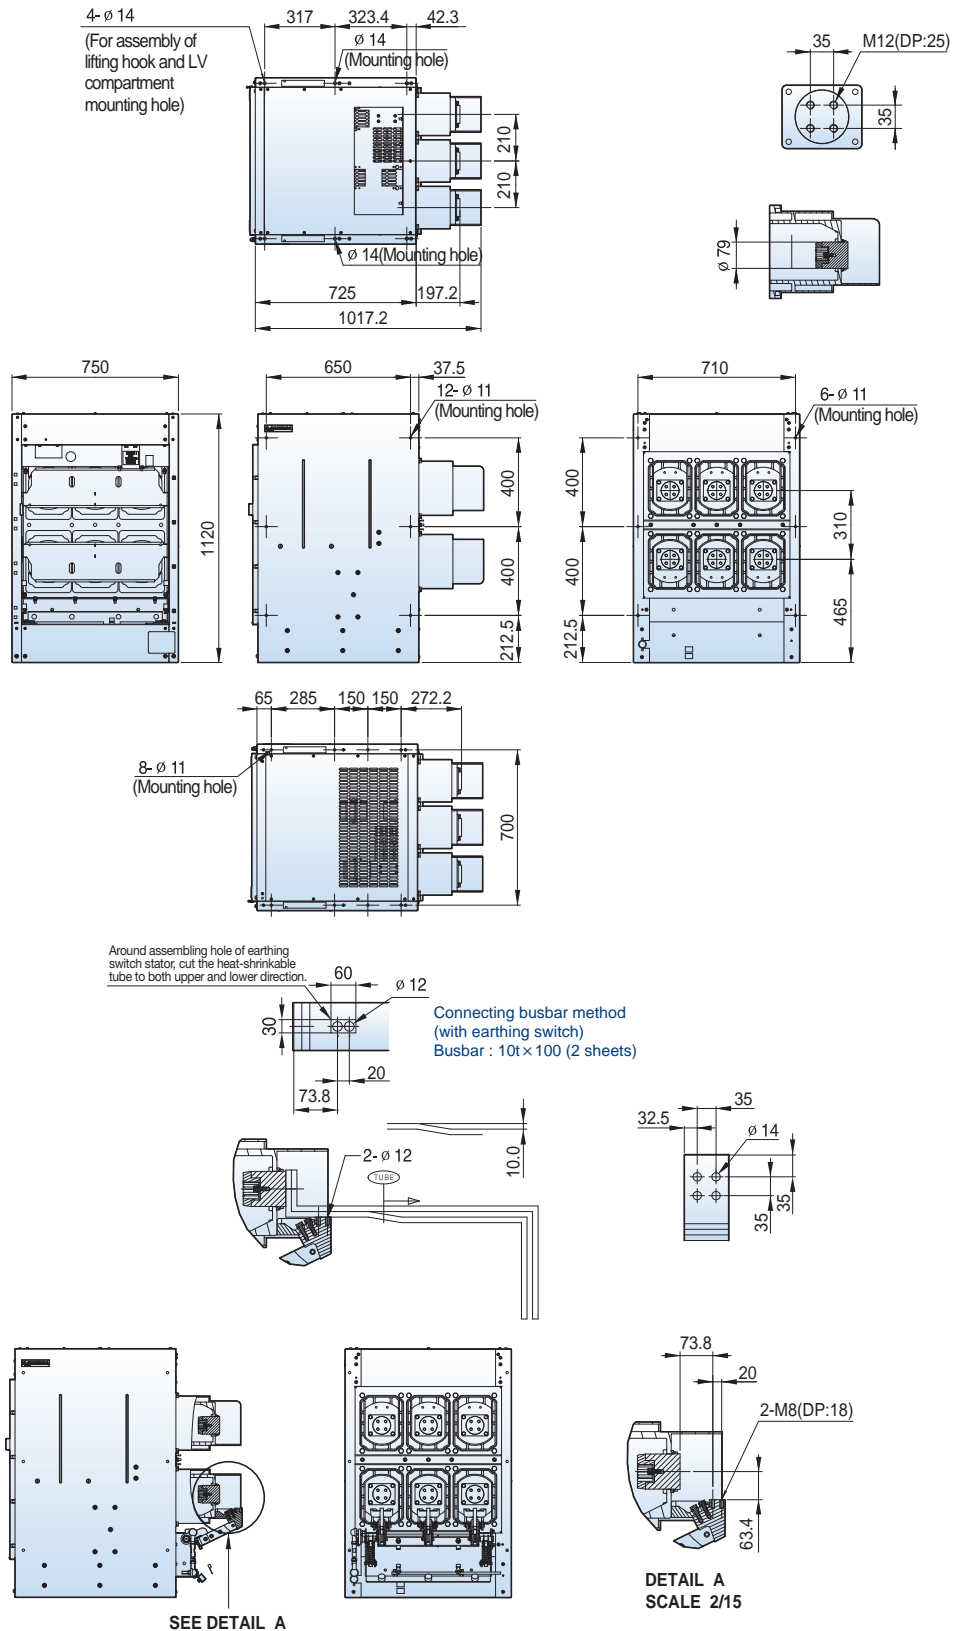 4- ø 14
(For assembly of
lifting hook and LV
compartment
mounting hole)
317
323.4
42.3
ø 14
(Mounting hole)
210
210
ø 14(Mounting hole)
725
197.2
1017.2
35
M12(DP:25)
35
ø 79
750
1120
650
37.5
12- ø 11
(Mounting hole)
400
400
212.5
710
6- ø 11
(Mounting hole)
400
400
212.5
310
465
65
285
150
150
272.2
8- ø 11
(Mounting hole)
700
Around assembling hole of earthing
switch stator, cut the heat-shrinkable
tube to both upper and lower direction.
60
ø 12
30
20
73.8
Connecting busbar method
(with earthing switch)
Busbar : 10t×100 (2 sheets)
10.0
2- ø 12
TUBE
35
32.5
ø 14
35
35
SEE DETAIL A
73.8
20
2-M8(DP:18)
63.4
DETAIL A
SCALE 2/15